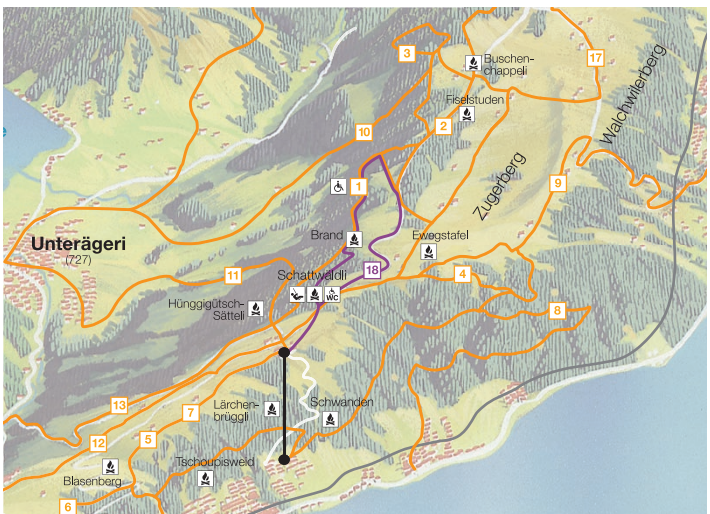 3
Buschen-
chappeli
17
Walchwilerberg
Fiselstuden
2
10
1
Zugerberg
9
Unterägeri
(727)
Brand
Ewegstafel
18
11
Schattwäldli
4
WC
Hünggigütsch-
Sätteli
8
13
7
Lärchen-
brüggli
Schwanden
12
5
Tschoupisweid
Blasenberg
6